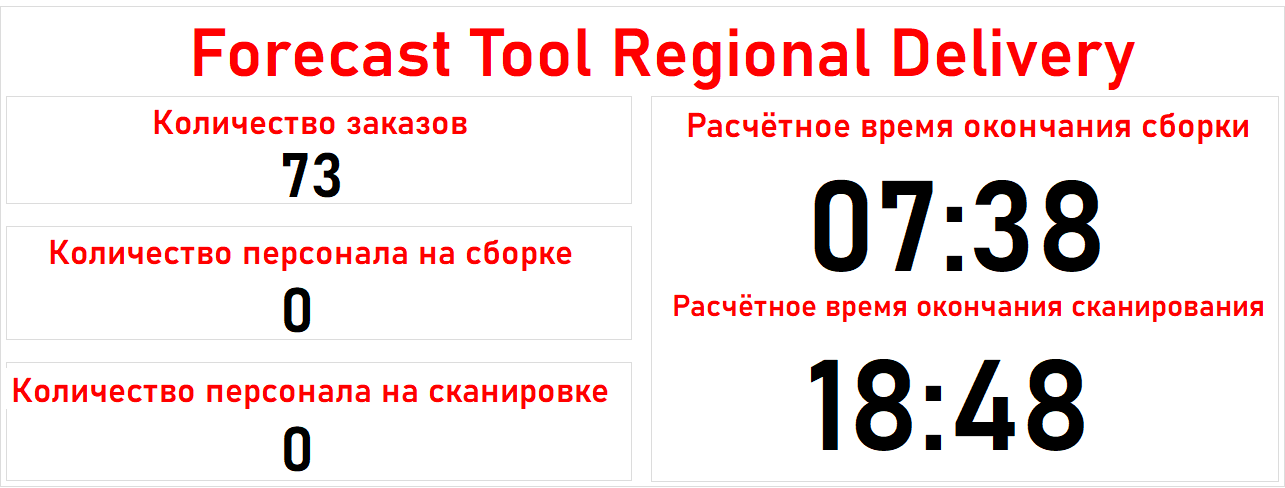 Forecast Tool Regional Delivery
Количество заказов
73
Количество персонала на сборке
0
Количество персонала на сканировке
0
Расчётное время окончания сборки
07:38
Расчётное время окончания сканирования
18:48